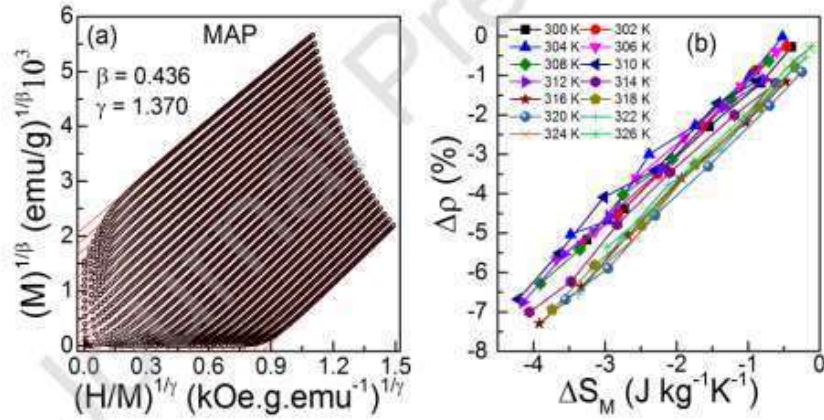 (a)
MAP
β = 0.436
γ = 1.370
(M)^{1/β} (emu/g)^{1/β}10^3
6
5
4
3
2
1
0
0.0 0.3 0.6 0.9 1.2 1.5
(H/M)^{1/γ} (kOe.g.emu^{-1})^{1/γ}
(b)
300 K 302 K
304 K 306 K
308 K 310 K
312 K 314 K
316 K 318 K
320 K 322 K
324 K 326 K
Δρ (%)
0
-1
-2
-3
-4
-5
-6
-7
-8
-4 -3 -2 -1 0
ΔS_M (J kg^{-1}K^{-1})